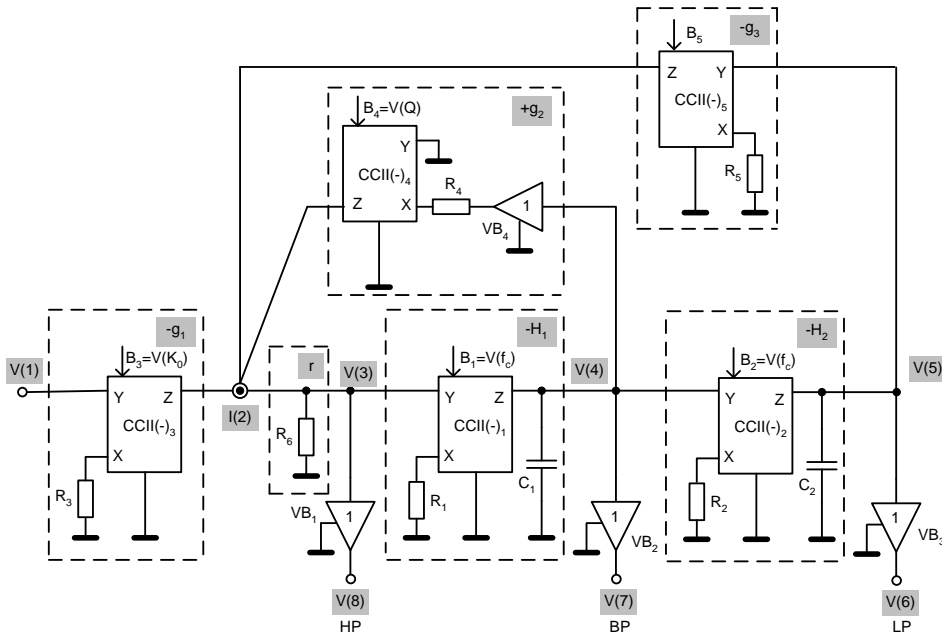 B₅
-g₃
Z
Y
CCII(-)₅
X
R₅
B₄=V(Q)
+g₂
Y
CCII(-)₄
Z
X
R₄
1
VB₄
-g₁
V(1)
B₃=V(K₀)
Y
Z
CCII(-)₃
X
R₃
I(2)
r
R₆
V(3)
-H₁
B₁=V(f꜀)
Y
Z
CCII(-)₁
X
R₁
C₁
V(4)
-H₂
B₂=V(f꜀)
Y
Z
CCII(-)₂
X
R₂
C₂
V(5)
VB₁
1
1
VB₂
1
VB₃
V(8)
V(7)
V(6)
HP
BP
LP